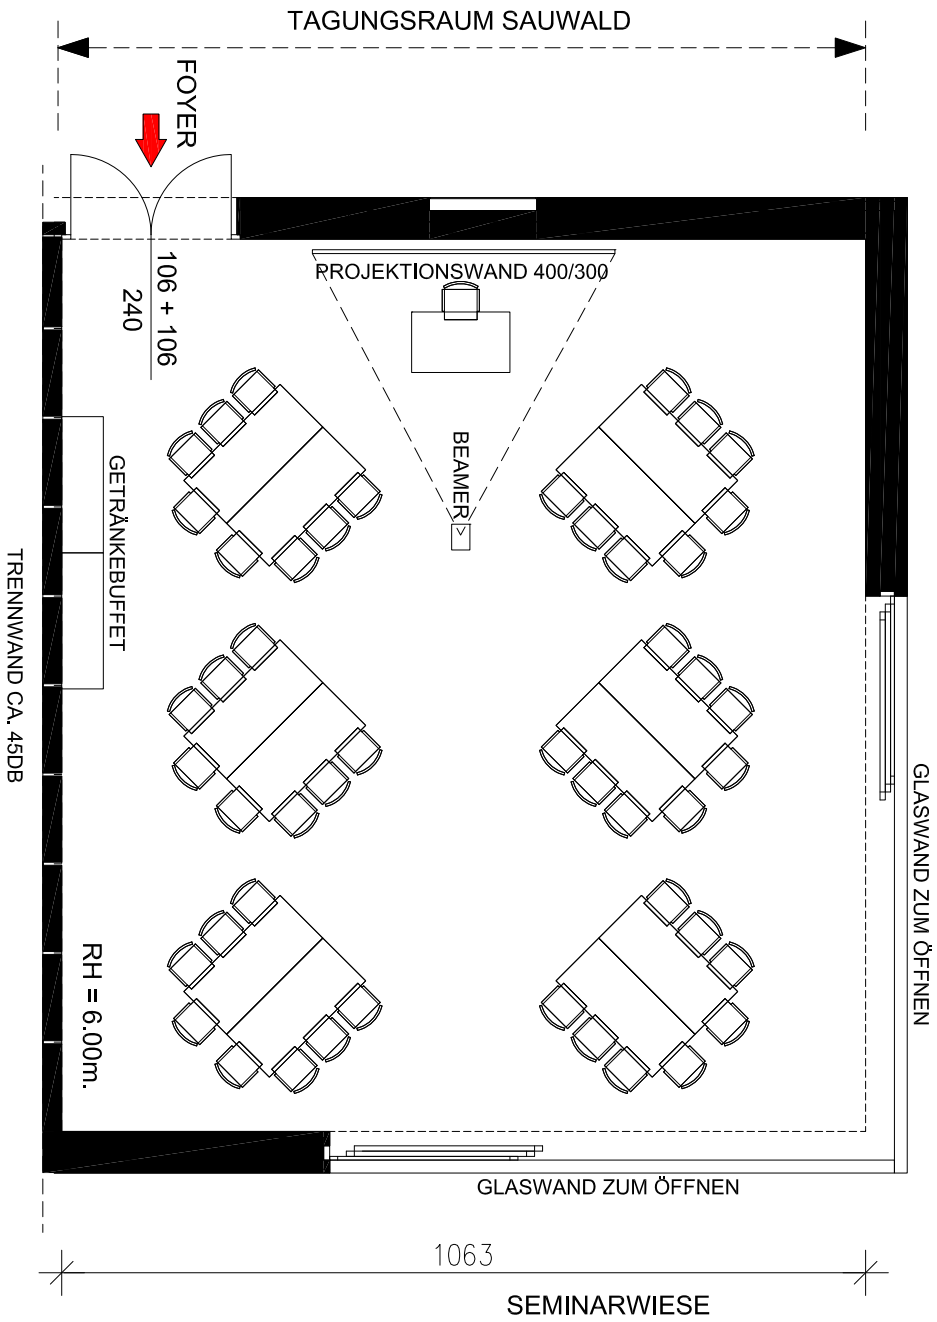 TAGUNGSRAUM SAUWALD
FOYER
106 + 106
240
PROJEKTIONSWAND 400/300
BEAMER
GETRÄNKEBUFFET
TRENNWAND CA. 45DB
GLASWAND ZUM ÖFFNEN
RH = 6.00m.
GLASWAND ZUM ÖFFNEN
1063
SEMINARWIESE